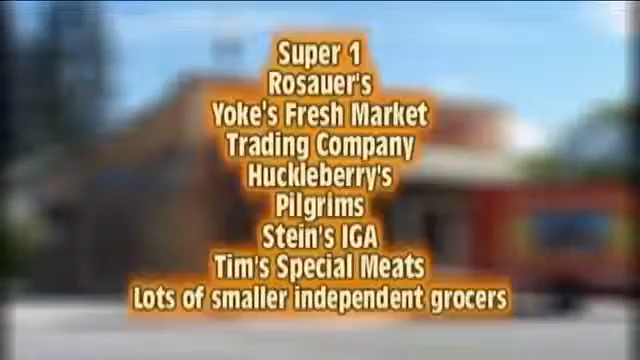 Super 1
Rosauer's
Yoke's Fresh Market
Trading Company
Huckleberry's
Pilgrims
Stein's IGA
Tim's Special Meats
Lots of smaller independent grocers